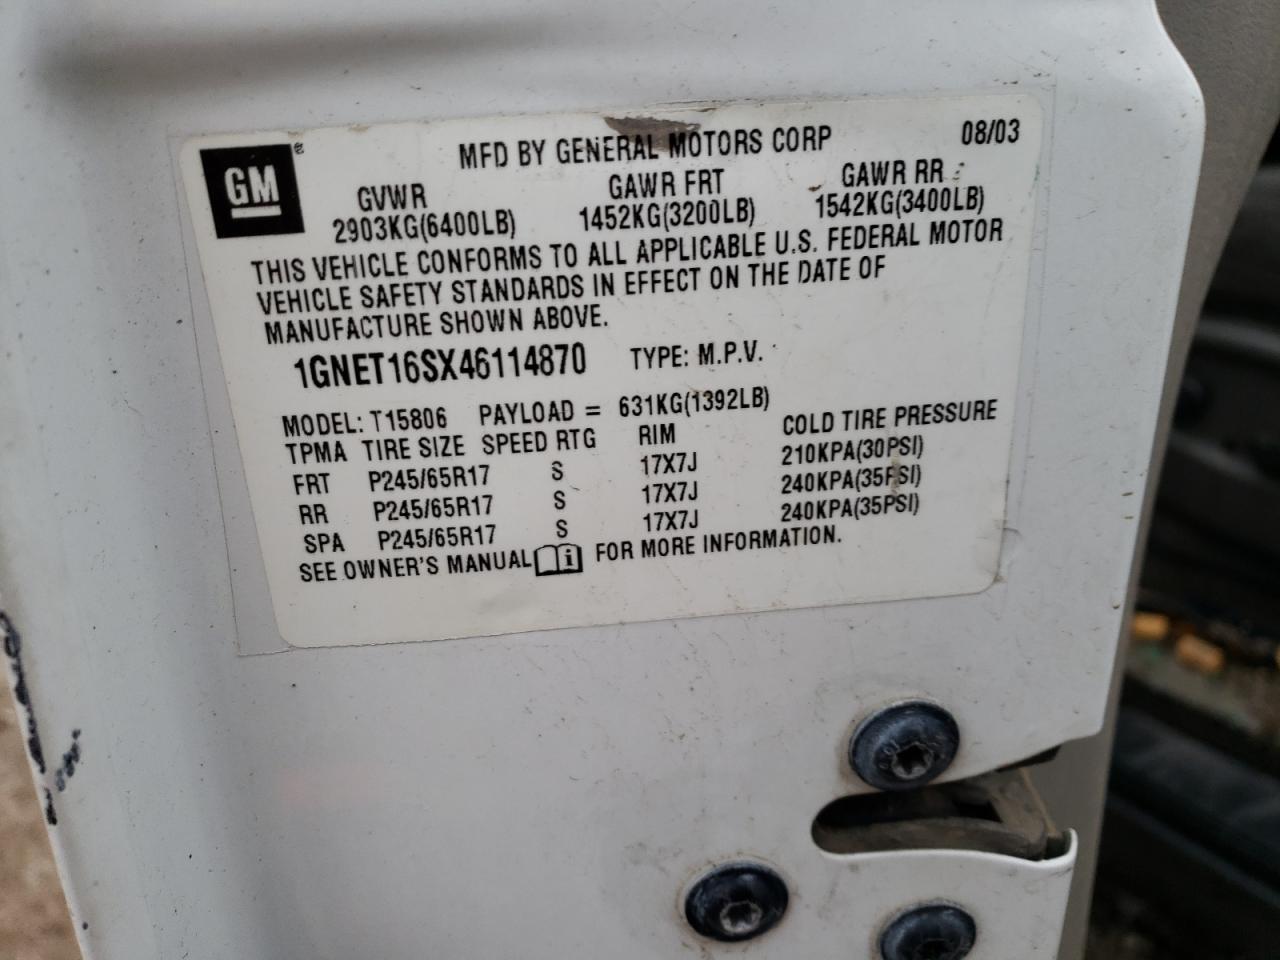 GM®
MFD BY GENERAL MOTORS CORP 08/03
GVWR GAWR FRT GAWR RR
2903KG(6400LB) 1452KG(3200LB) 1542KG(3400LB)
THIS VEHICLE CONFORMS TO ALL APPLICABLE U.S. FEDERAL MOTOR
VEHICLE SAFETY STANDARDS IN EFFECT ON THE DATE OF
MANUFACTURE SHOWN ABOVE.
1GNET16SX46114870 TYPE: M.P.V.
MODEL: T15806 PAYLOAD = 631KG(1392LB)
TPMA TIRE SIZE SPEED RTG RIM COLD TIRE PRESSURE
FRT P245/65R17 S 17X7J 210KPA(30PSI)
RR P245/65R17 S 17X7J 240KPA(35PSI)
SPA P245/65R17 S 17X7J 240KPA(35PSI)
SEE OWNER'S MANUAL FOR MORE INFORMATION.